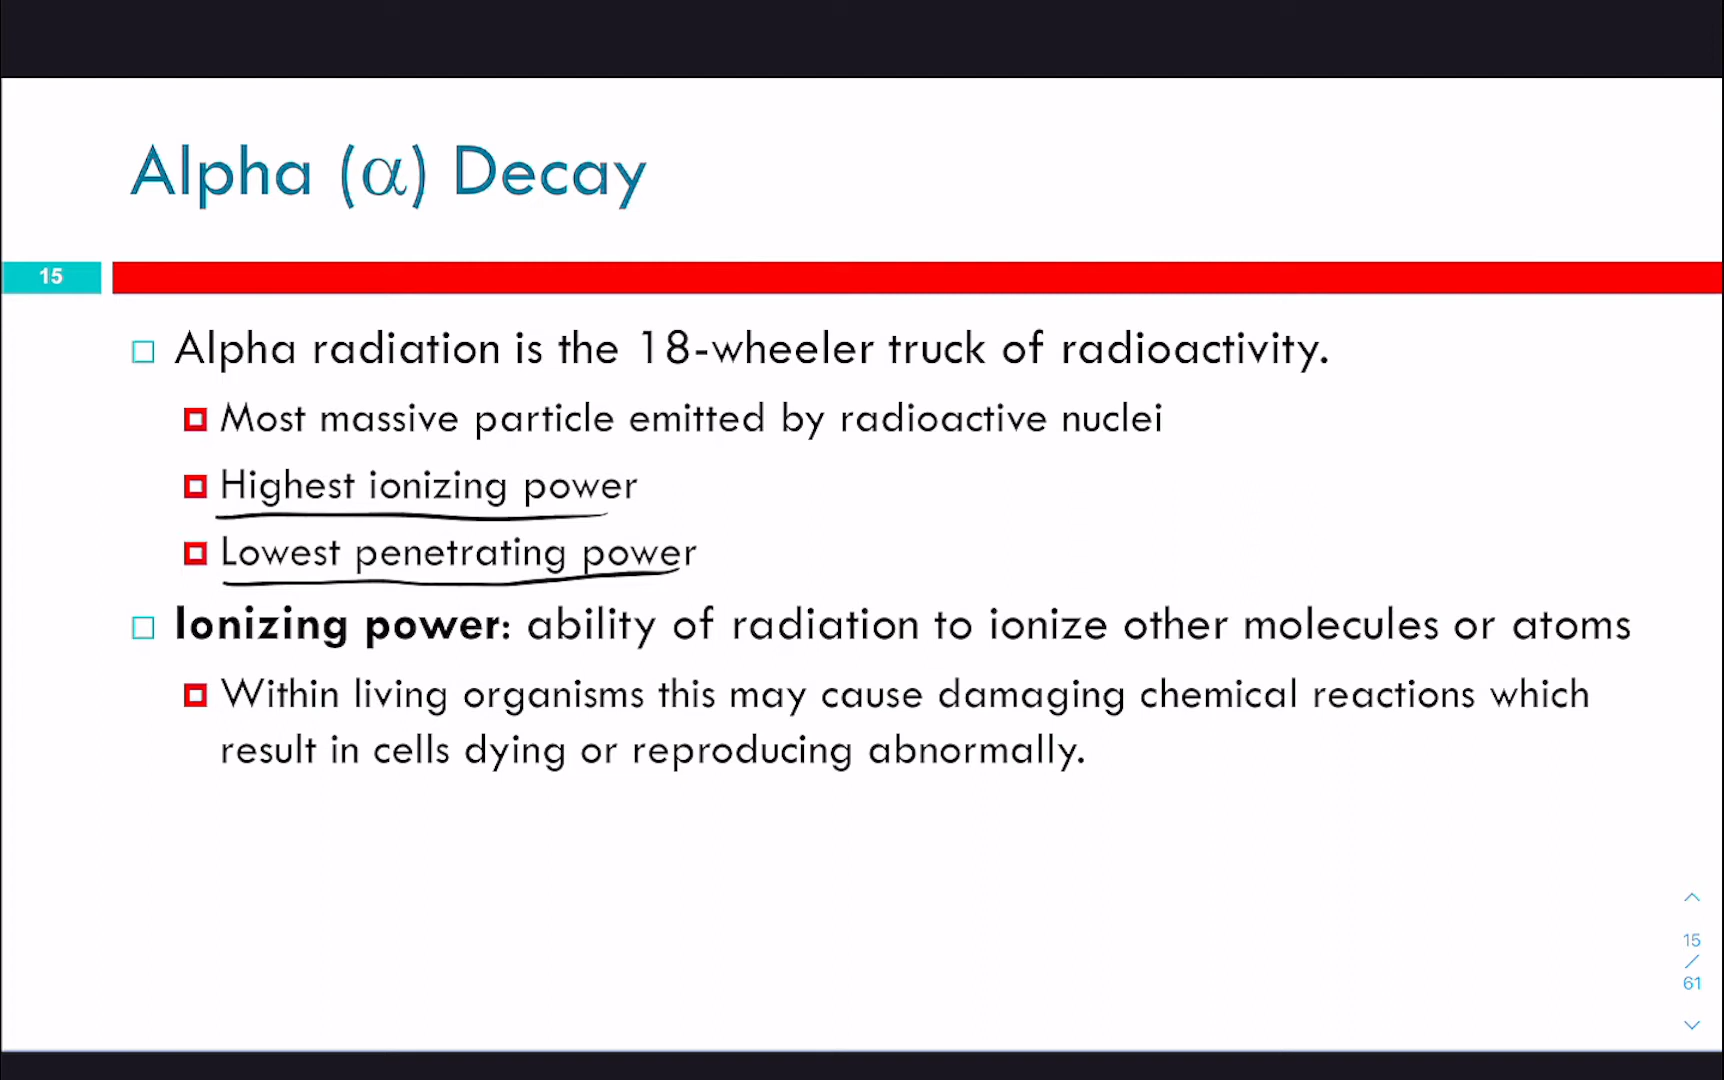 Alpha (α) Decay
15
Alpha radiation is the 18-wheeler truck of radioactivity.
Most massive particle emitted by radioactive nuclei
Highest ionizing power
Lowest penetrating power
Ionizing power: ability of radiation to ionize other molecules or atoms
Within living organisms this may cause damaging chemical reactions which
result in cells dying or reproducing abnormally.
15
/
61